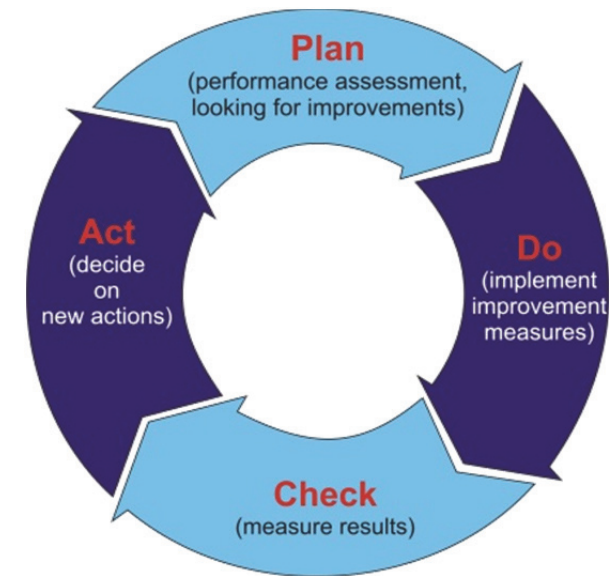 Plan
(performance assessment,
looking for improvements)
Do
(implement
improvement
measures)
Check
(measure results)
Act
(decide
on
new actions)